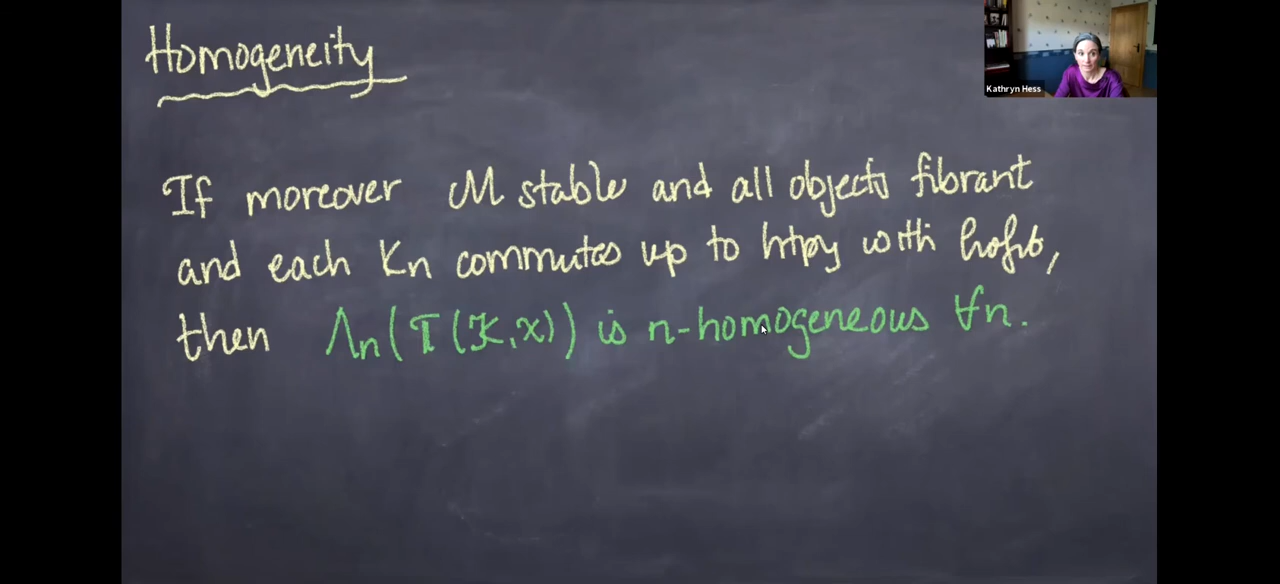 Homogeneity
Kathryn Hess
If moreover M stable and all objects fibrant
and each Kn commutes up to htpy with hofib,
then Λn(T(K,x)) is n-homogeneous ∀n.